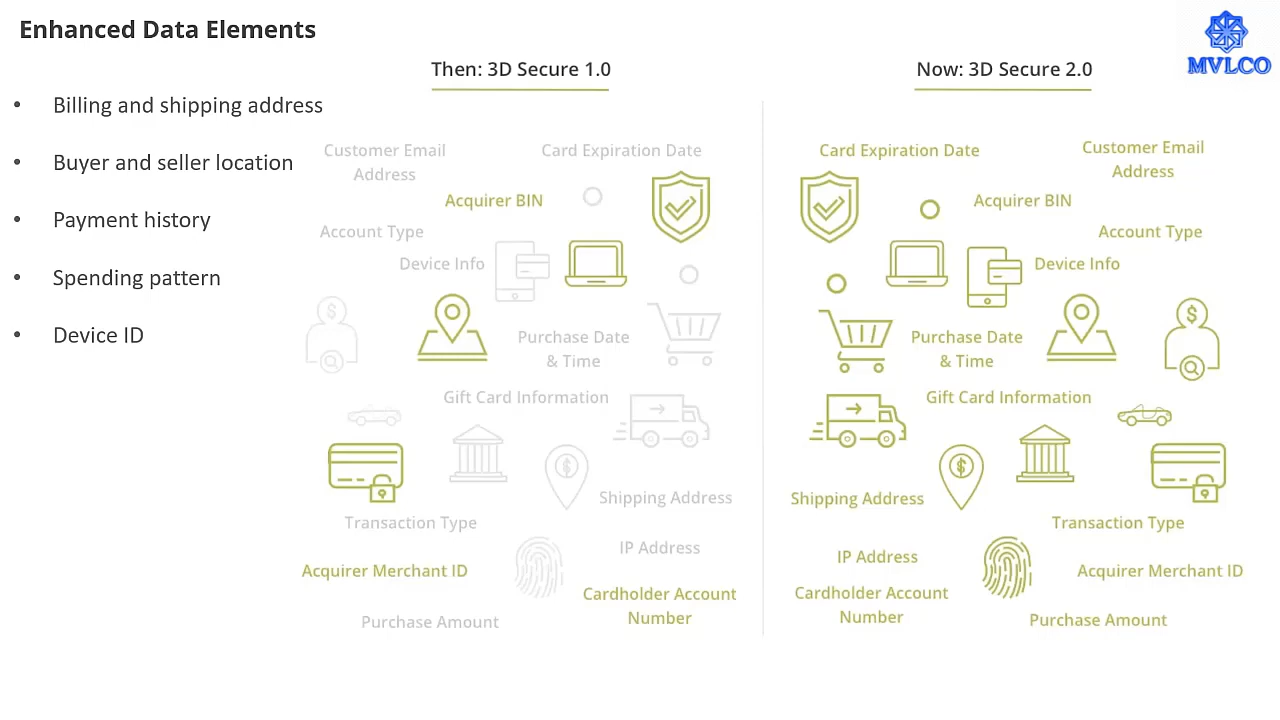 Enhanced Data Elements
MVLCO
• Billing and shipping address
• Buyer and seller location
• Payment history
• Spending pattern
• Device ID
Then: 3D Secure 1.0
Customer Email
Address
Card Expiration Date
Acquirer BIN
Account Type
Device Info
$
Purchase Date
& Time
Gift Card Information
$
Shipping Address
Transaction Type
IP Address
Acquirer Merchant ID
Cardholder Account
Number
Purchase Amount
Now: 3D Secure 2.0
Card Expiration Date
Customer Email
Address
Acquirer BIN
Account Type
Device Info
$
Purchase Date
& Time
Gift Card Information
$
Shipping Address
Transaction Type
IP Address
Acquirer Merchant ID
Cardholder Account
Number
Purchase Amount